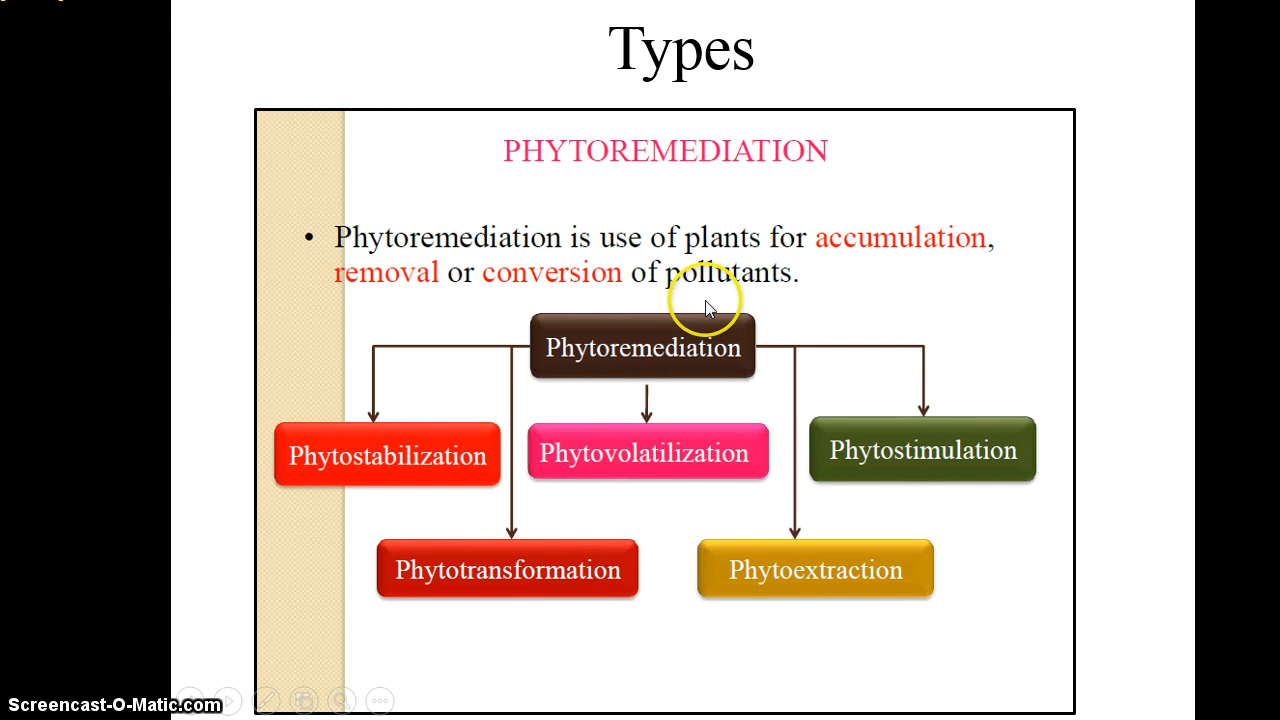 Types
PHYTOREMEDIATION
• Phytoremediation is use of plants for accumulation,
removal or conversion of pollutants.
Phytoremediation
Phytostabilization
Phytovolatilization
Phytostimulation
Phytotransformation
Phytoextraction
Screencast-O-Matic.com